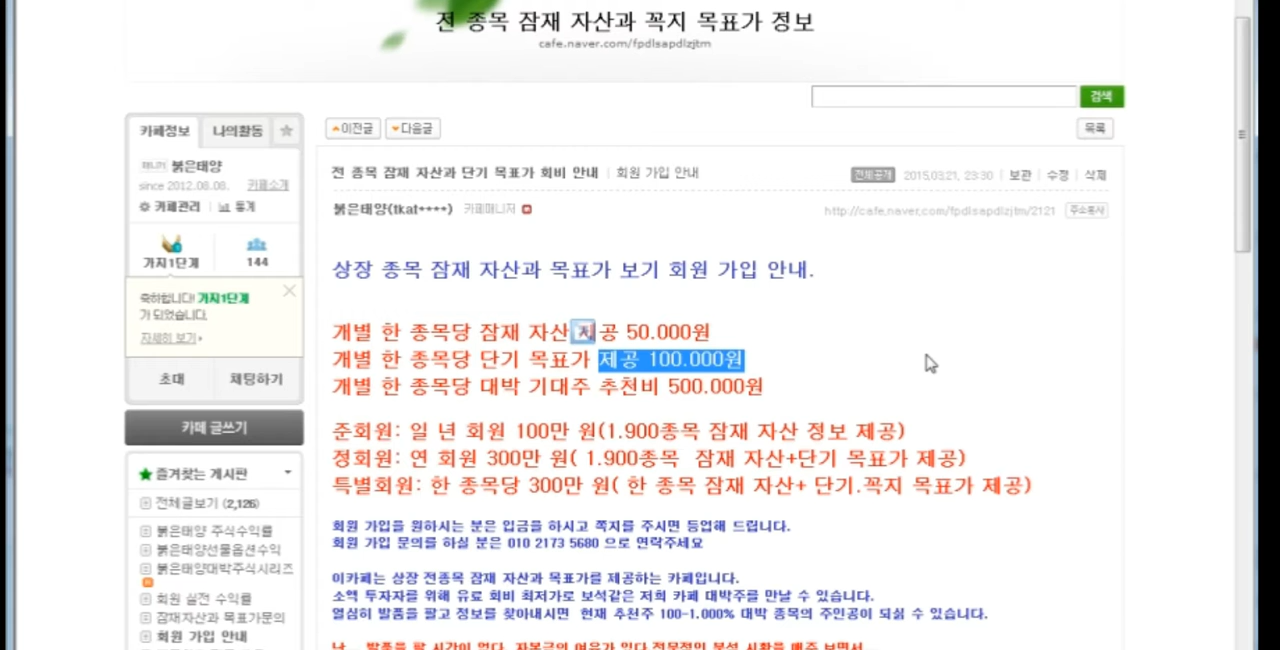 전 종목 잠재 자산과 꼭지 목표가 정보
cafe.naver.com/fpdlsapdlzjtm
검색
카페정보 나의활동
이전글 다음글 목록
매니저 붉은태양
since 2012.08.08. 카페소개
카페관리 통계
가지1단계 144
축하합니다! 가지1단계
가 되었습니다.
자세히 보기
초대 채팅하기
카페 글쓰기
즐겨찾는 게시판
전체글보기 (2,126)
붉은태양 주식수익률
붉은태양선물옵션수익
붉은태양대박주식시리즈
회원 실전 수익률
잠재자산과 목표가문의
회원 가입 안내
전 종목 잠재 자산과 단기 목표가 회비 안내 | 회원 가입 안내
전체공개 2015.03.21. 23:30 | 보관 | 수정 | 삭제
붉은태양(tkat****) 카페매니저
http://cafe.naver.com/fpdlsapdlzjtm/2121 주소복사
상장 종목 잠재 자산과 목표가 보기 회원 가입 안내.
개별 한 종목당 잠재 자산 공 50.000원
개별 한 종목당 단기 목표가 제공 100.000원
개별 한 종목당 대박 기대주 추천비 500.000원
준회원: 일 년 회원 100만 원(1.900종목 잠재 자산 정보 제공)
정회원: 연 회원 300만 원( 1.900종목 잠재 자산+단기 목표가 제공)
특별회원: 한 종목당 300만 원( 한 종목 잠재 자산+ 단기.꼭지 목표가 제공)
회원 가입을 원하시는 분은 입금을 하시고 쪽지를 주시면 등업해 드립니다.
회원 가입 문의를 하실 분은 010 2173 5680 으로 연락주세요
이카페는 상장 전종목 잠재 자산과 목표가를 제공하는 카페입니다.
소액 투자자를 위해 유료 회비 최저가로 보석같은 저희 카페 대박주를 만날 수 있습니다.
열심히 발품을 팔고 정보를 찾아내시면 현재 추천주 100-1.000% 대박 종목의 주인공이 되실 수 있습니다.